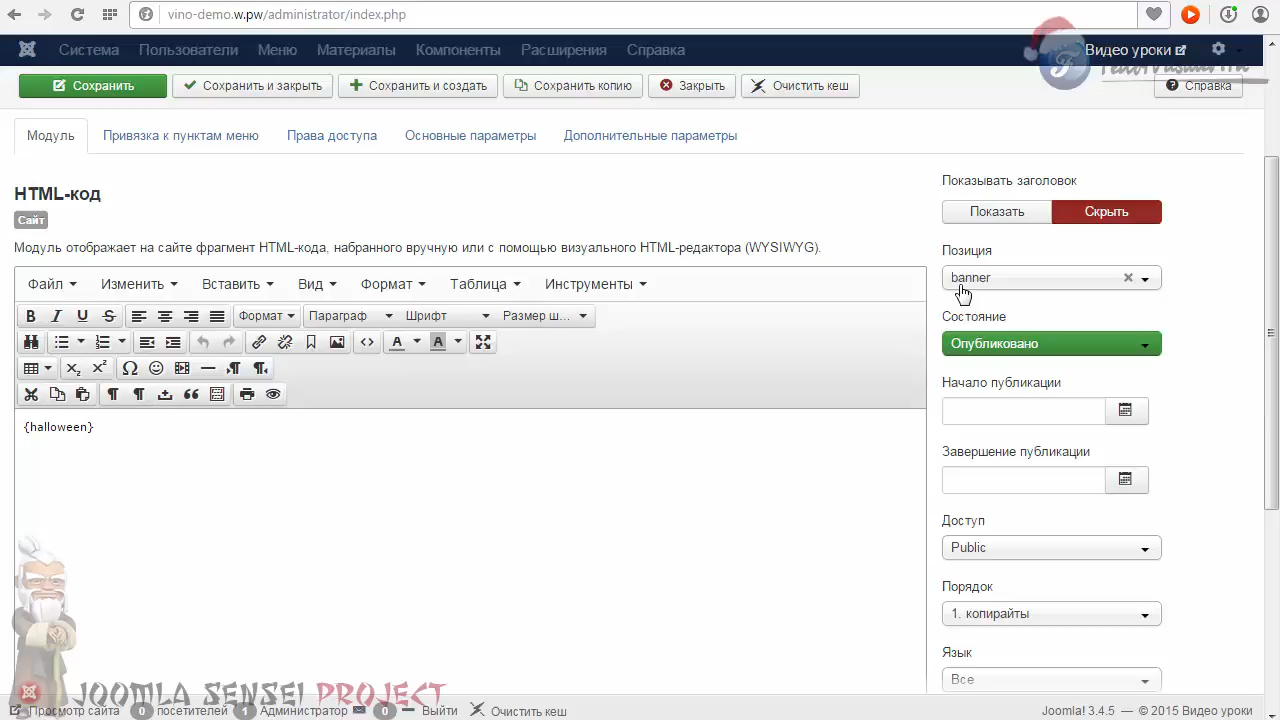 vino-demo.w.pw/administrator/index.php
Система Пользователи Меню Материалы Компоненты Расширения Справка Видео уроки
Сохранить Сохранить и закрыть Сохранить и создать Сохранить копию Закрыть Очистить кеш Справка
Модуль Привязка к пунктам меню Права доступа Основные параметры Дополнительные параметры
HTML-код
Сайт
Модуль отображает на сайте фрагмент HTML-кода, набранного вручную или с помощью визуального HTML-редактора (WYSIWYG).
Файл Изменить Вставить Вид Формат Таблица Инструменты
Формат Параграф Шрифт Размер ш...
{halloween}
Показывать заголовок
Показать Скрыть
Позиция
banner
Состояние
Опубликовано
Начало публикации
Завершение публикации
Доступ
Public
Порядок
1. копирайты
Язык
Все
JOOMLA SENSEI PROJECT
Просмотр сайта 0 посетителей 1 Администратор 0 Выйти Очистить кеш Joomla! 3.4.5 — © 2015 Видео уроки